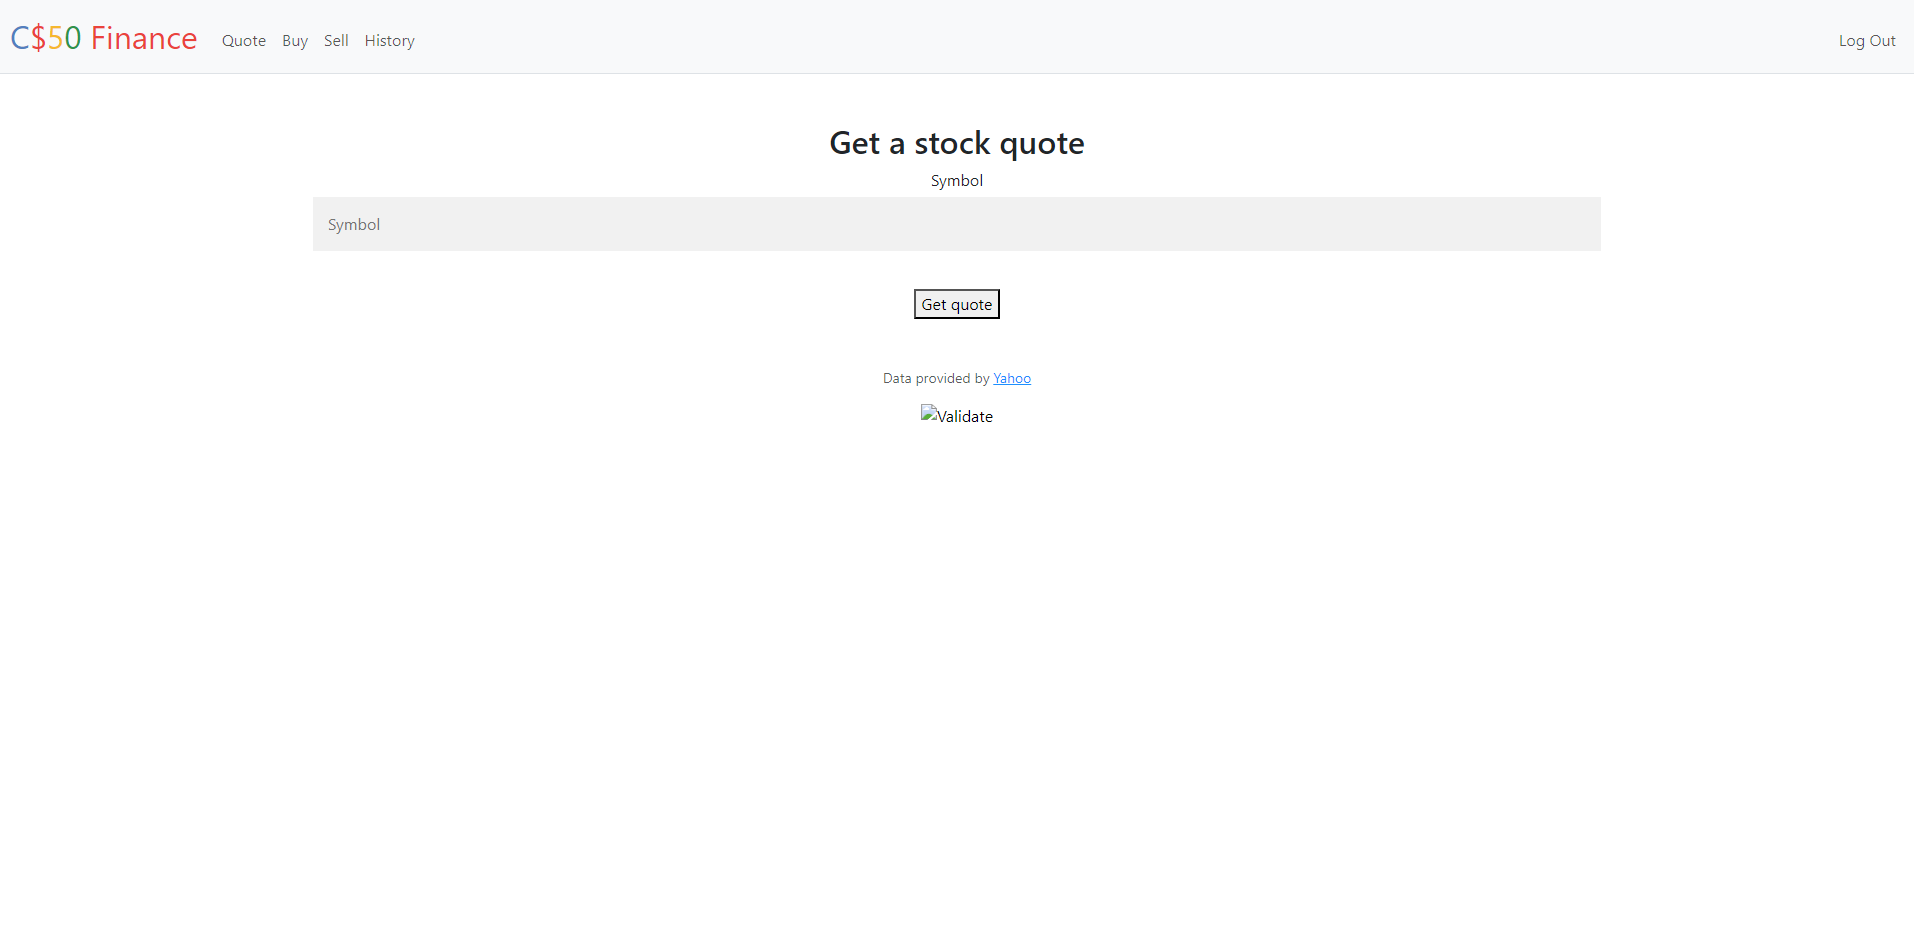 C$50 Finance Quote Buy Sell History Log Out
Get a stock quote
Symbol
Symbol
Get quote
Data provided by Yahoo
Validate